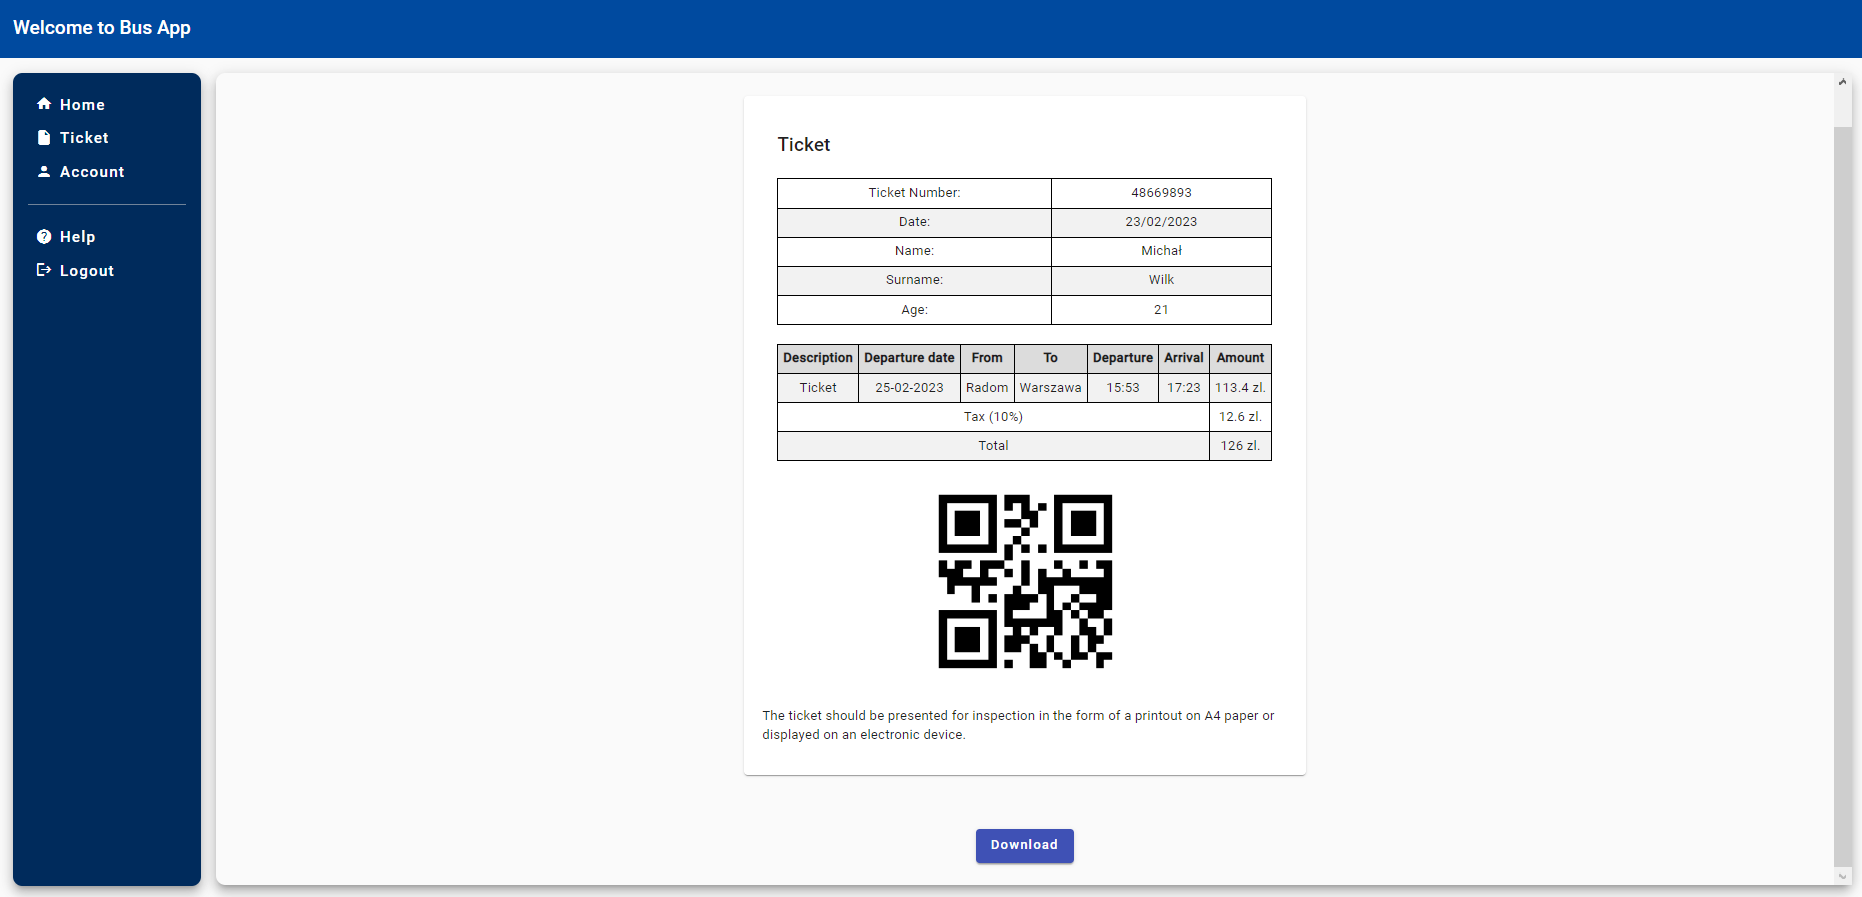 Welcome to Bus App
Home
Ticket
Account
Help
Logout
Ticket
Ticket Number: 48669893
Date: 23/02/2023
Name: Michał
Surname: Wilk
Age: 21
Description Departure date From To Departure Arrival Amount
Ticket 25-02-2023 Radom Warszawa 15:53 17:23 113.4 zl.
Tax (10%) 12.6 zl.
Total 126 zl.
The ticket should be presented for inspection in the form of a printout on A4 paper or
displayed on an electronic device.
Download